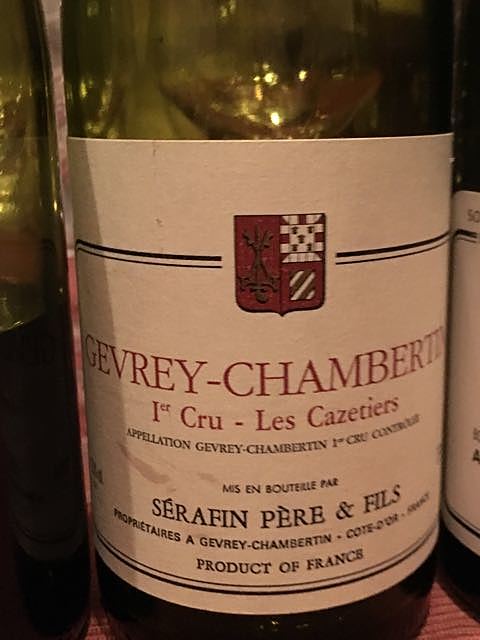 GEVREY-CHAMBERTIN
1er Cru - Les Cazetiers
APPELLATION GEVREY-CHAMBERTIN 1er CRU CONTRÔLÉE
MIS EN BOUTEILLE PAR
SÉRAFIN PÈRE & FILS
PROPRIÉTAIRES A GEVREY-CHAMBERTIN - COTE-D'OR - FRANCE
PRODUCT OF FRANCE